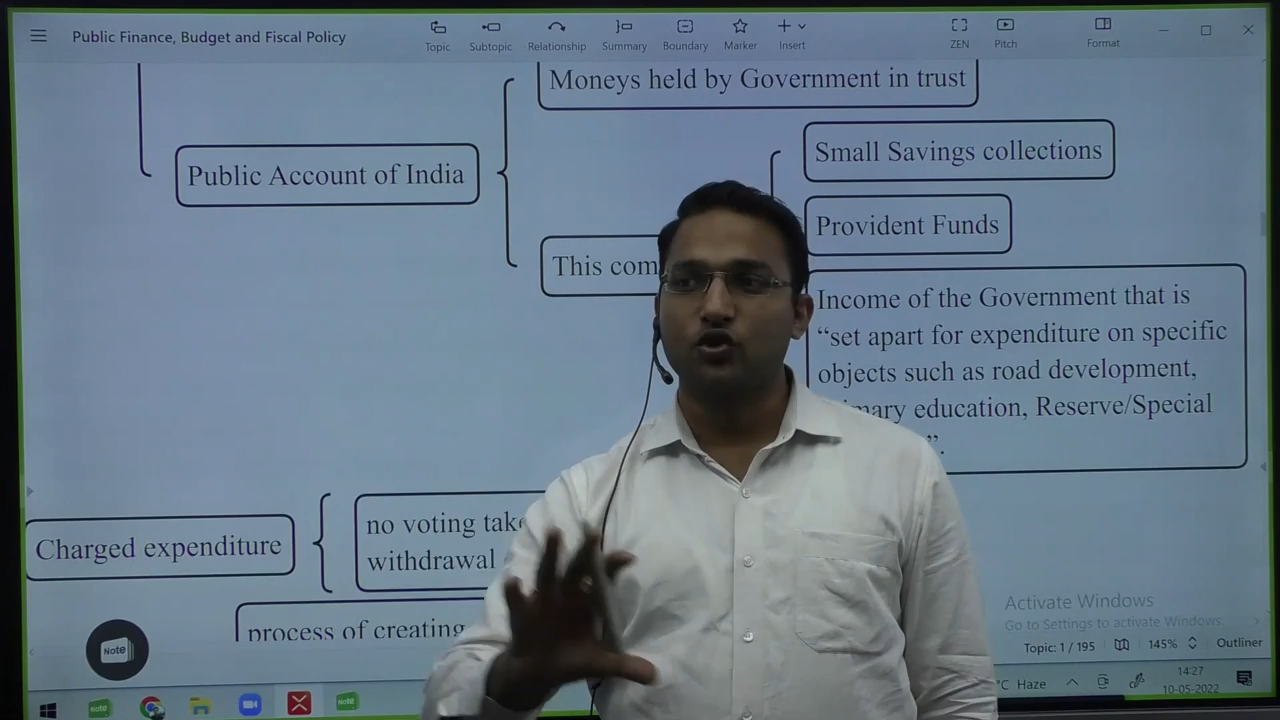 Public Finance, Budget and Fiscal Policy
Topic
Subtopic
Relationship
Summary
Boundary
Marker
Insert
ZEN
Pitch
Format
Moneys held by Government in trust
Public Account of India
Small Savings collections
Provident Funds
This
Income of the Government that is
“set apart for expenditure on specific
objects such as road development,
education, Reserve/Special
”.
Charged expenditure
no voting
withdrawal
process of creating
Activate Windows
Go to Settings to activate Windows.
Note
Topic: 1 / 195
145%
Outliner
Note
Note
°C Haze
14:27
10-05-2022